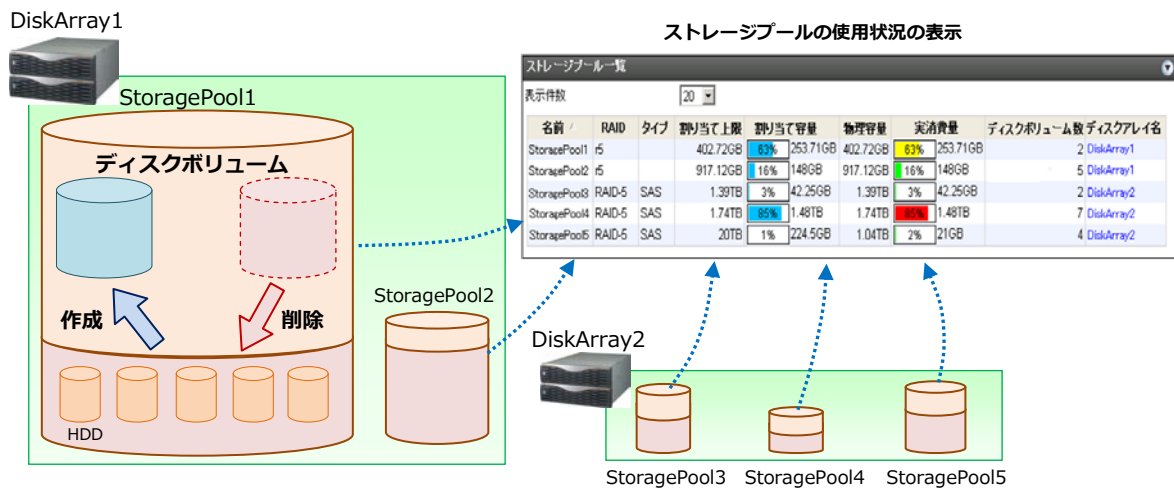 DiskArray1
ストレージプールの使用状況の表示
ストレージプール一覧
表示件数 20
StoragePool1
名前 RAID タイプ 割り当て上限 割り当て容量 物理容量 実消費量 ディスクボリューム数 ディスクアレイ名
StoragePool1 r5 402.72GB 63% 253.71GB 402.72GB 63% 253.71GB 2 DiskArray1
StoragePool2 r5 917.12GB 16% 148GB 917.12GB 16% 148GB 5 DiskArray1
StoragePool3 RAID-5 SAS 1.39TB 3% 42.25GB 1.39TB 3% 42.25GB 2 DiskArray2
StoragePool4 RAID-5 SAS 1.74TB 85% 1.48TB 1.74TB 85% 1.48TB 7 DiskArray2
StoragePool5 RAID-5 SAS 20TB 1% 224.5GB 1.04TB 2% 21GB 4 DiskArray2
ディスクボリューム
作成
削除
HDD
StoragePool2
DiskArray2
StoragePool3
StoragePool4
StoragePool5